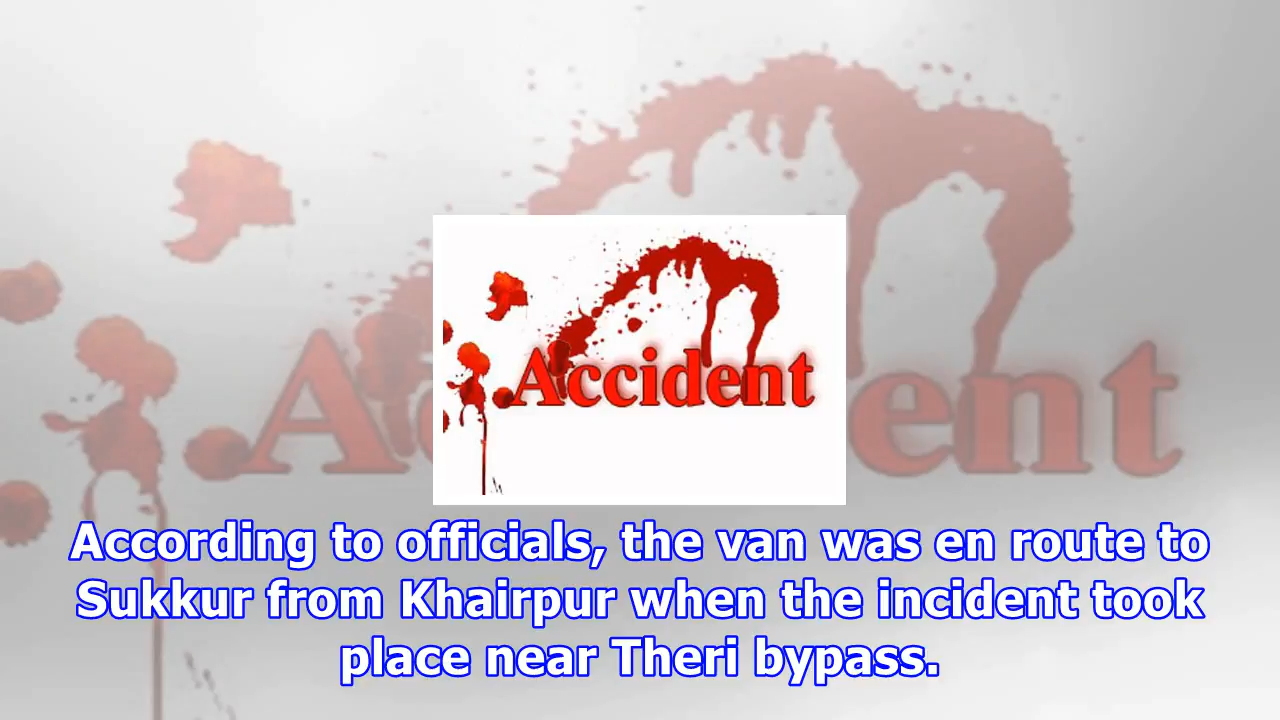 Accident
According to officials, the van was en route to
Sukkur from Khairpur when the incident took
place near Theri bypass.